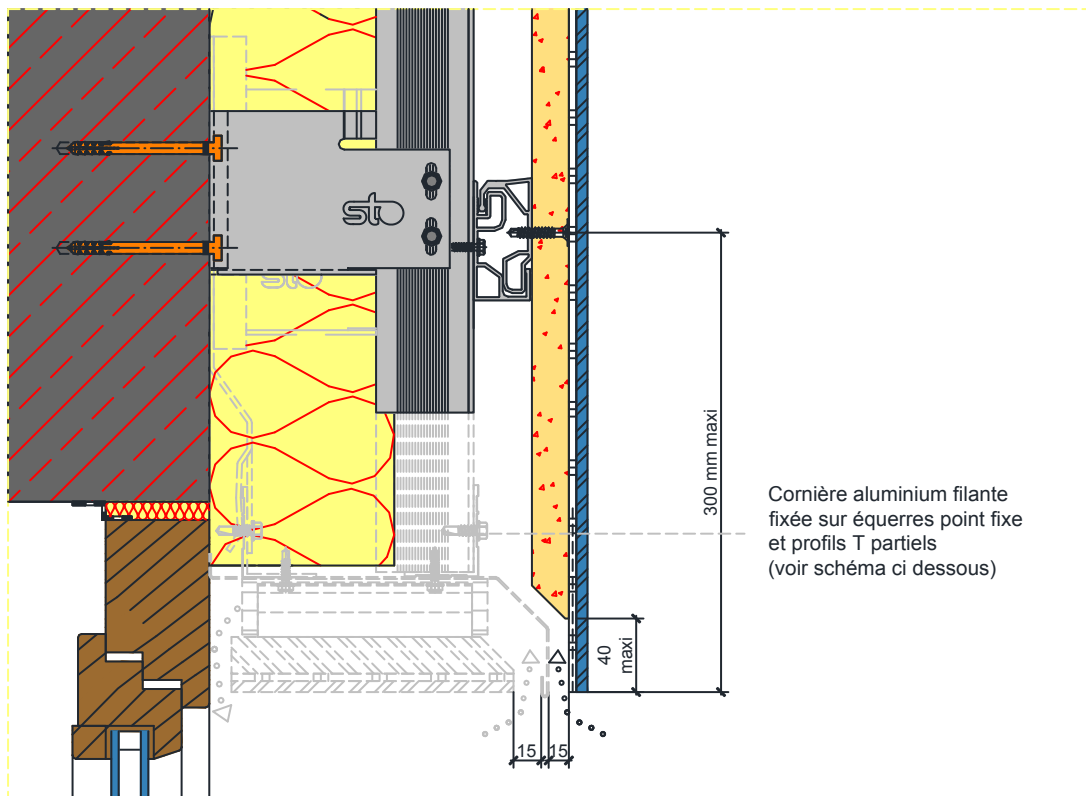 sto
sto
300 mm maxi
Cornière aluminium filante
fixée sur équerres point fixe
et profils T partiels
(voir schéma ci dessous)
40
maxi
15
15